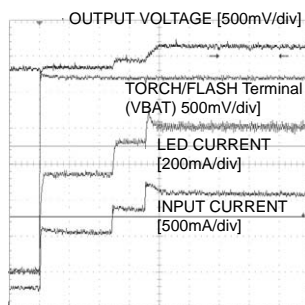 OUTPUT VOLTAGE [500mV/div]
TORCH/FLASH Terminal
(VBAT) 500mV/div]
LED CURRENT
[200mA/div]
INPUT CURRENT
[500mA/div]